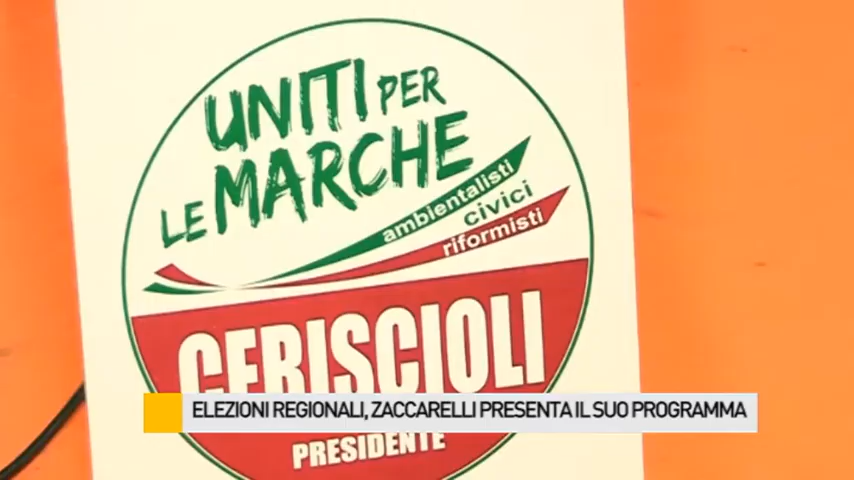 UNITI PER
LE MARCHE
ambientalisti
civici
riformisti
CERISCIOLI
ELEZIONI REGIONALI, ZACCARELLI PRESENTA IL SUO PROGRAMMA
PRESIDENTE